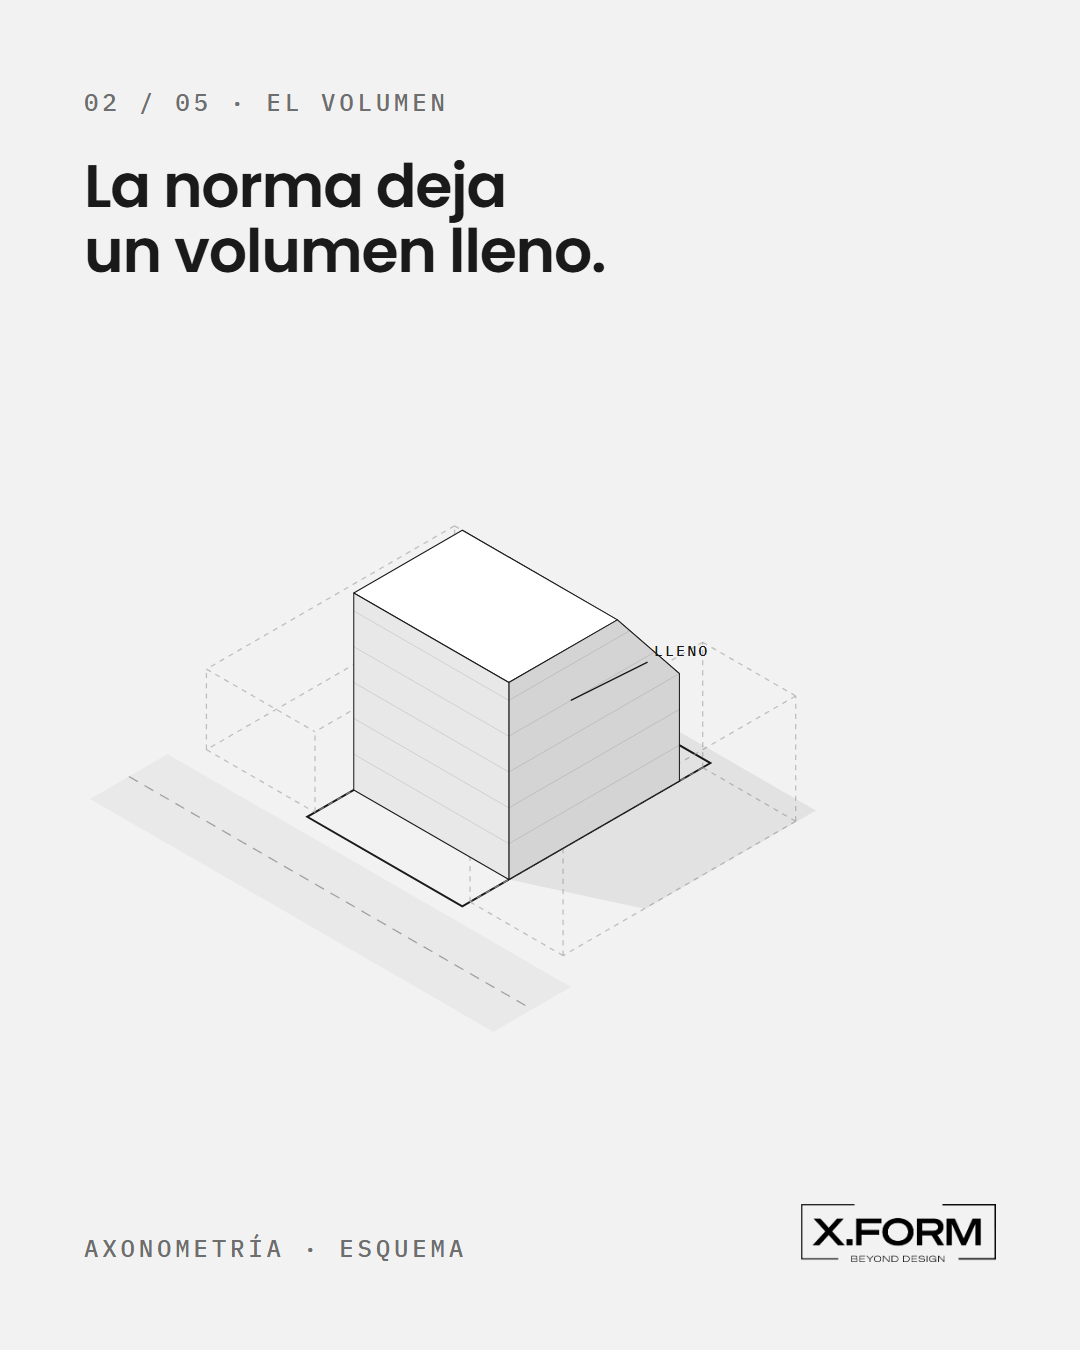 02 / 05 · EL VOLUMEN
La norma deja
un volumen lleno.
LLENO
AXONOMETRÍA · ESQUEMA
X.FORM
BEYOND DESIGN